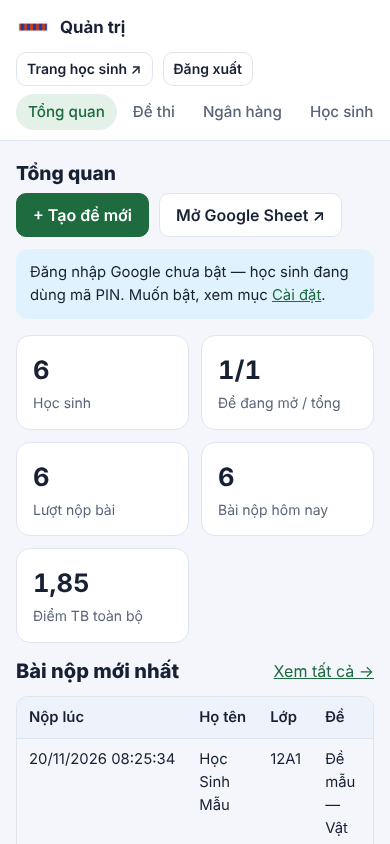 Quản trị
Trang học sinh ↗ Đăng xuất
Tổng quan Đề thi Ngân hàng Học sinh
Tổng quan
+ Tạo đề mới Mở Google Sheet ↗
Đăng nhập Google chưa bật — học sinh đang
dùng mã PIN. Muốn bật, xem mục Cài đặt.
6 1/1
Học sinh Đề đang mở / tổng
6 6
Lượt nộp bài Bài nộp hôm nay
1,85
Điểm TB toàn bộ
Bài nộp mới nhất Xem tất cả →
Nộp lúc Họ tên Lớp Đề
20/11/2026 08:25:34 Học 12A1 Đề
Sinh mẫu
Mẫu —
Vật